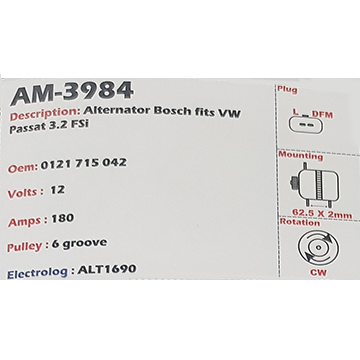 AM-3984
Description: Alternator Bosch fits VW
Passat 3.2 FSi
Oem: 0121 715 042
Volts : 12
Amps : 180
Pulley : 6 groove
Electrolog : ALT1690
Plug
L DFM
Mounting
62.5 X 2mm
Rotation
CW